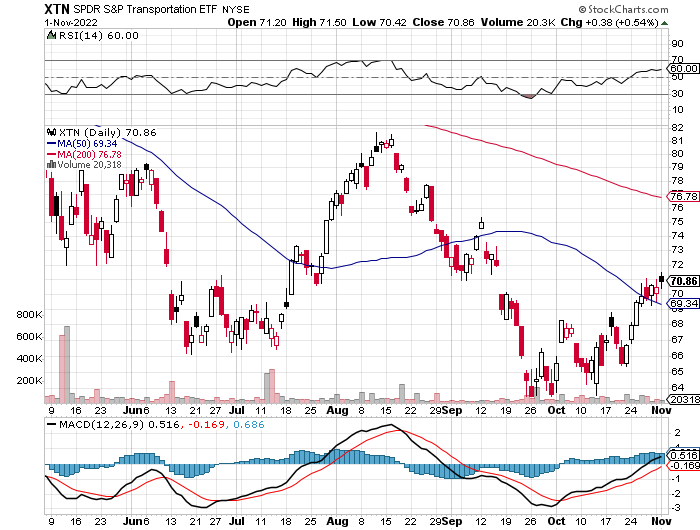 XTN SPDR S&P Transportation ETF NYSE © StockCharts.com
1-Nov-2022 Open 71.20 High 71.50 Low 70.42 Close 70.86 Volume 20.3K Chg +0.38 (+0.54%)
RSI(14) 60.00
90
70
60.00
50
30
10
XTN (Daily) 70.86
MA(50) 69.34
MA(200) 76.78
Volume 20,318
82
81
80
79
78
77
76.78
76
75
74
73
72
70.86
70
69.34
68
67
66
65
64
20318
800K
600K
400K
200K
9 16 23 Jun 6 13 21 27 Jul 11 18 25 Aug 8 15 22 29 Sep 12 19 26 Oct 10 17 24 Nov
MACD(12,26,9) 0.516, -0.169, 0.686
2
1
0.516
-0.169
-1
-2
-3
9 16 23 Jun 6 13 21 27 Jul 11 18 25 Aug 8 15 22 29 Sep 12 19 26 Oct 10 17 24 Nov